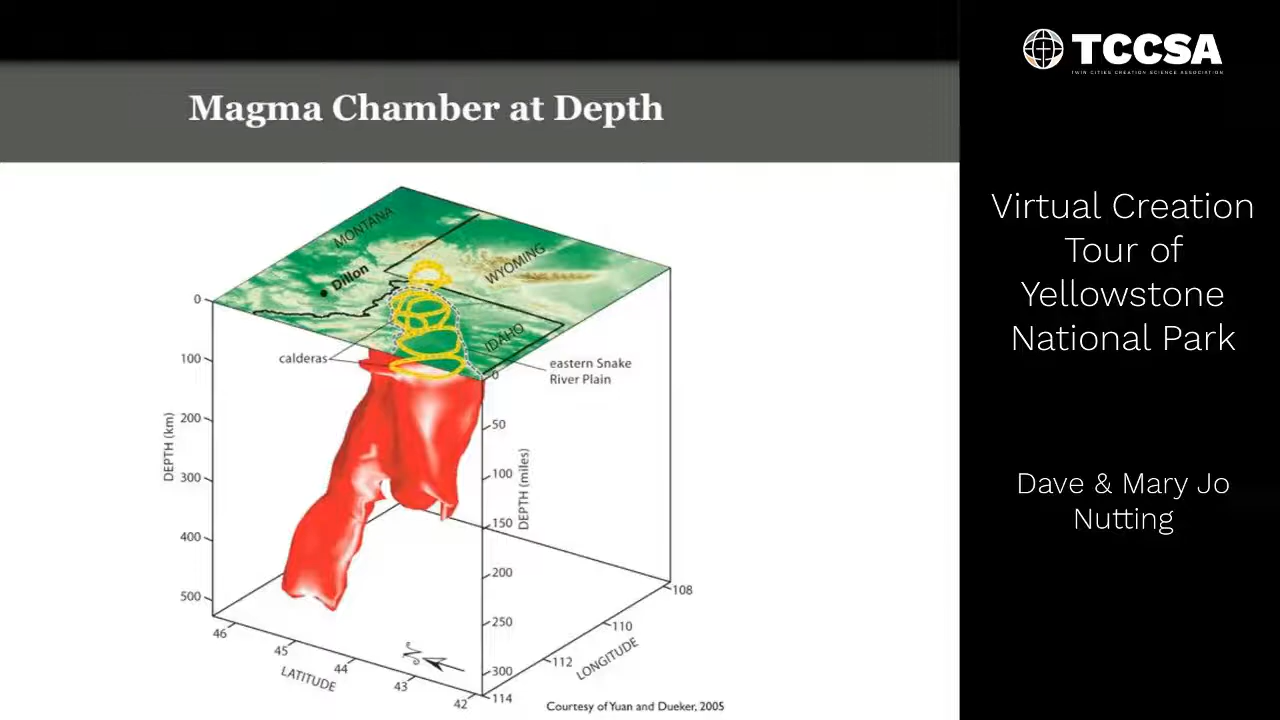 Magma Chamber at Depth
MONTANA
Dillon
WYOMING
IDAHO
calderas
eastern Snake
River Plain
0
100
200
300
400
500
DEPTH (km)
0
50
100
150
200
250
300
DEPTH (miles)
46
45
44
43
42
LATITUDE
N
114
112
110
108
LONGITUDE
Courtesy of Yuan and Dueker, 2005
TCCSA
TWIN CITIES CREATION SCIENCE ASSOCIATION
Virtual Creation
Tour of
Yellowstone
National Park
Dave & Mary Jo
Nutting